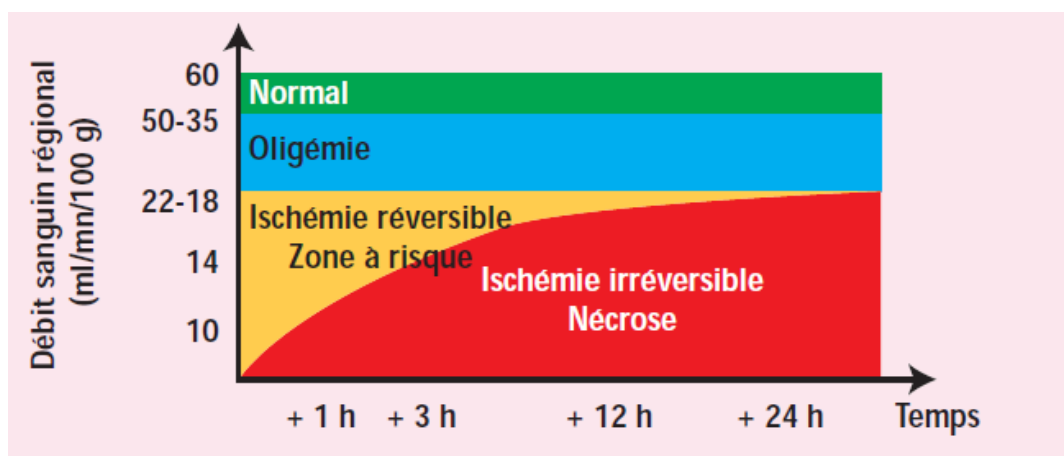 Débit sanguin régional
(ml/mn/100 g)
60
50-35
22-18
14
10
Normal
Oligémie
Ischémie réversible
Zone à risque
Ischémie irréversible
Nécrose
+ 1 h
+ 3 h
+ 12 h
+ 24 h
Temps